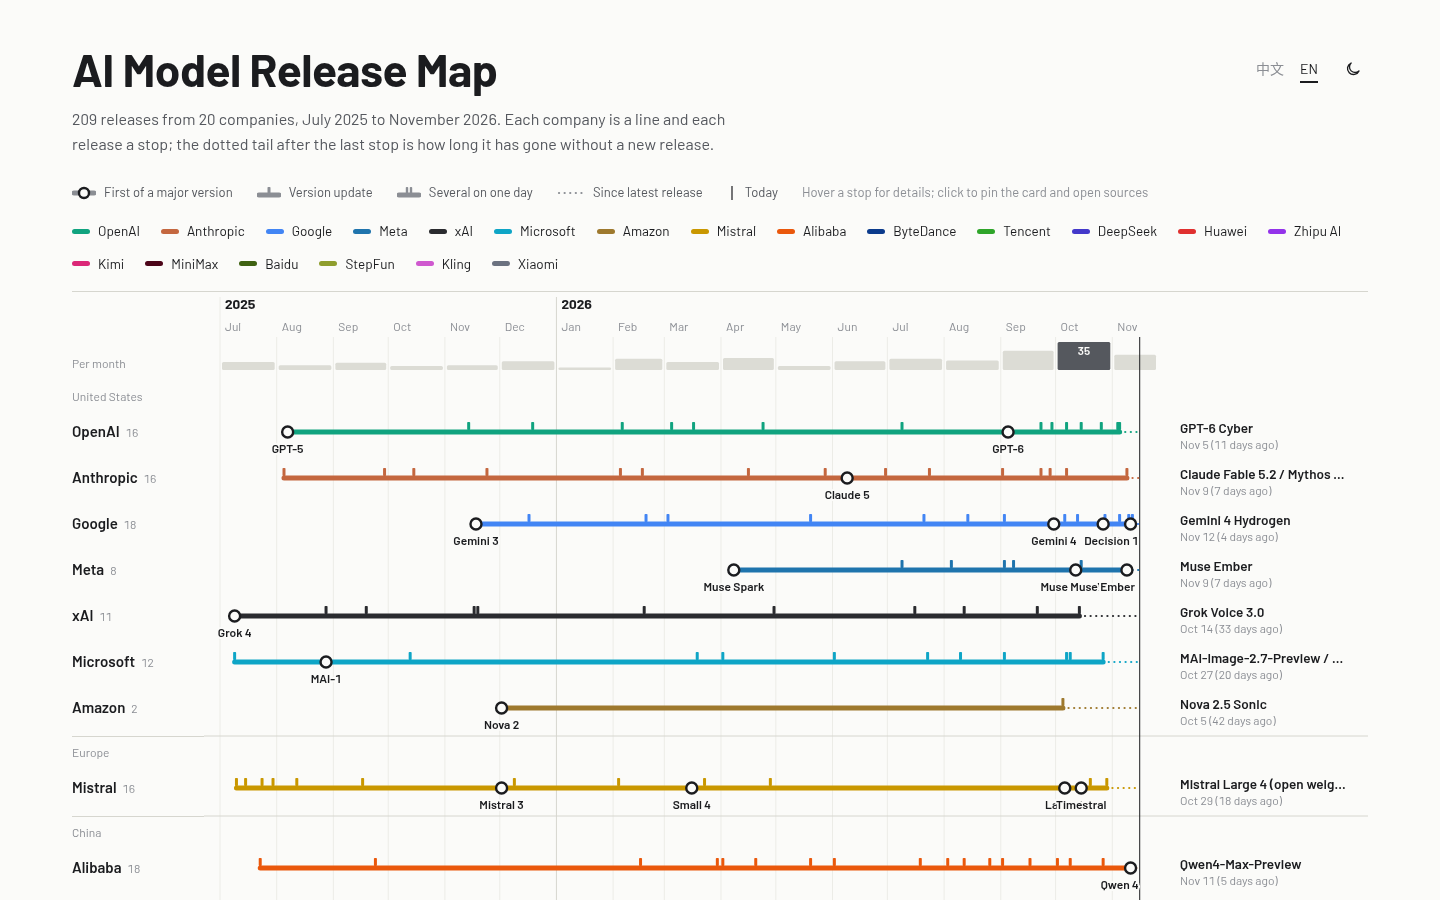 AI Model Release Map
中文 EN
209 releases from 20 companies, July 2025 to November 2026. Each company is a line and each
release a stop; the dotted tail after the last stop is how long it has gone without a new release.
First of a major version Version update Several on one day Since latest release Today Hover a stop for details; click to pin the card and open sources
OpenAI Anthropic Google Meta xAI Microsoft Amazon Mistral Alibaba ByteDance Tencent DeepSeek Huawei Zhipu AI
Kimi MiniMax Baidu StepFun Kling Xiaomi
2025 2026
Jul Aug Sep Oct Nov Dec Jan Feb Mar Apr May Jun Jul Aug Sep Oct Nov
Per month 35
United States
OpenAI 16 GPT-6 Cyber
GPT-5 GPT-6 Nov 5 (11 days ago)
Anthropic 16 Claude Fable 5.2 / Mythos ...
Claude 5 Nov 9 (7 days ago)
Google 18 Gemini 4 Hydrogen
Gemini 3 Gemini 4 Decision 1 Nov 12 (4 days ago)
Meta 8 Muse Ember
Muse Spark Muse Muse Ember Nov 9 (7 days ago)
xAI 11 Grok Voice 3.0
Grok 4 Oct 14 (33 days ago)
Microsoft 12 MAI-Image-2.7-Preview / ...
MAI-1 Oct 27 (20 days ago)
Amazon 2 Nova 2.5 Sonic
Nova 2 Oct 5 (42 days ago)
Europe
Mistral 16 Mistral Large 4 (open weig...
Mistral 3 Small 4 Timestral Oct 29 (18 days ago)
China
Alibaba 18 Qwen4-Max-Preview
Qwen 4 Nov 11 (5 days ago)